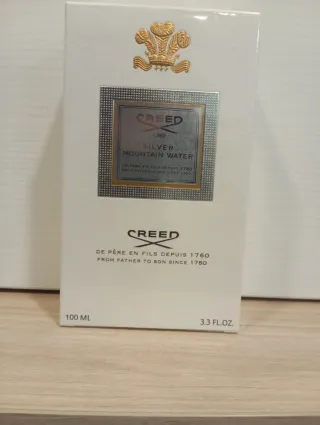 CREED
SILVER
MOUNTAIN WATER
CREED
DE PÈRE EN FILS DEPUIS 1760
FROM FATHER TO SON SINCE 1760
100 ML
3.3 FL.OZ.